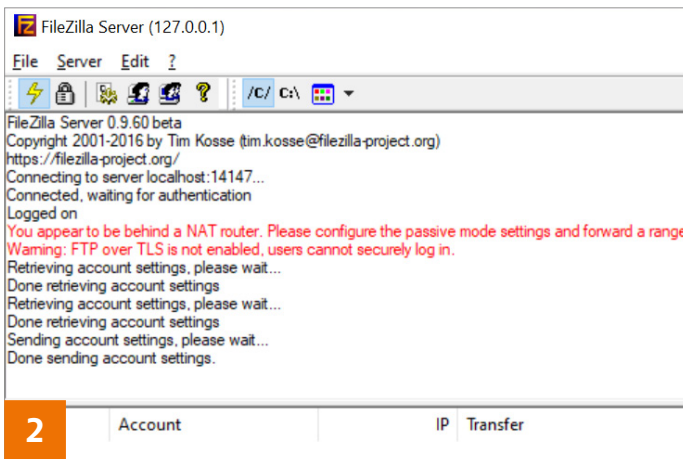 FileZilla Server (127.0.0.1)
File Server Edit ?
/C/ C:\
FileZilla Server 0.9.60 beta
Copyright 2001-2016 by Tim Kosse (tim.kosse@filezilla-project.org)
https://filezilla-project.org/
Connecting to server localhost:14147...
Connected, waiting for authentication
Logged on
You appear to be behind a NAT router. Please configure the passive mode settings and forward a range
Warning: FTP over TLS is not enabled, users cannot securely log in.
Retrieving account settings, please wait...
Done retrieving account settings
Retrieving account settings, please wait...
Done retrieving account settings
Sending account settings, please wait...
Done sending account settings.
2 Account IP Transfer